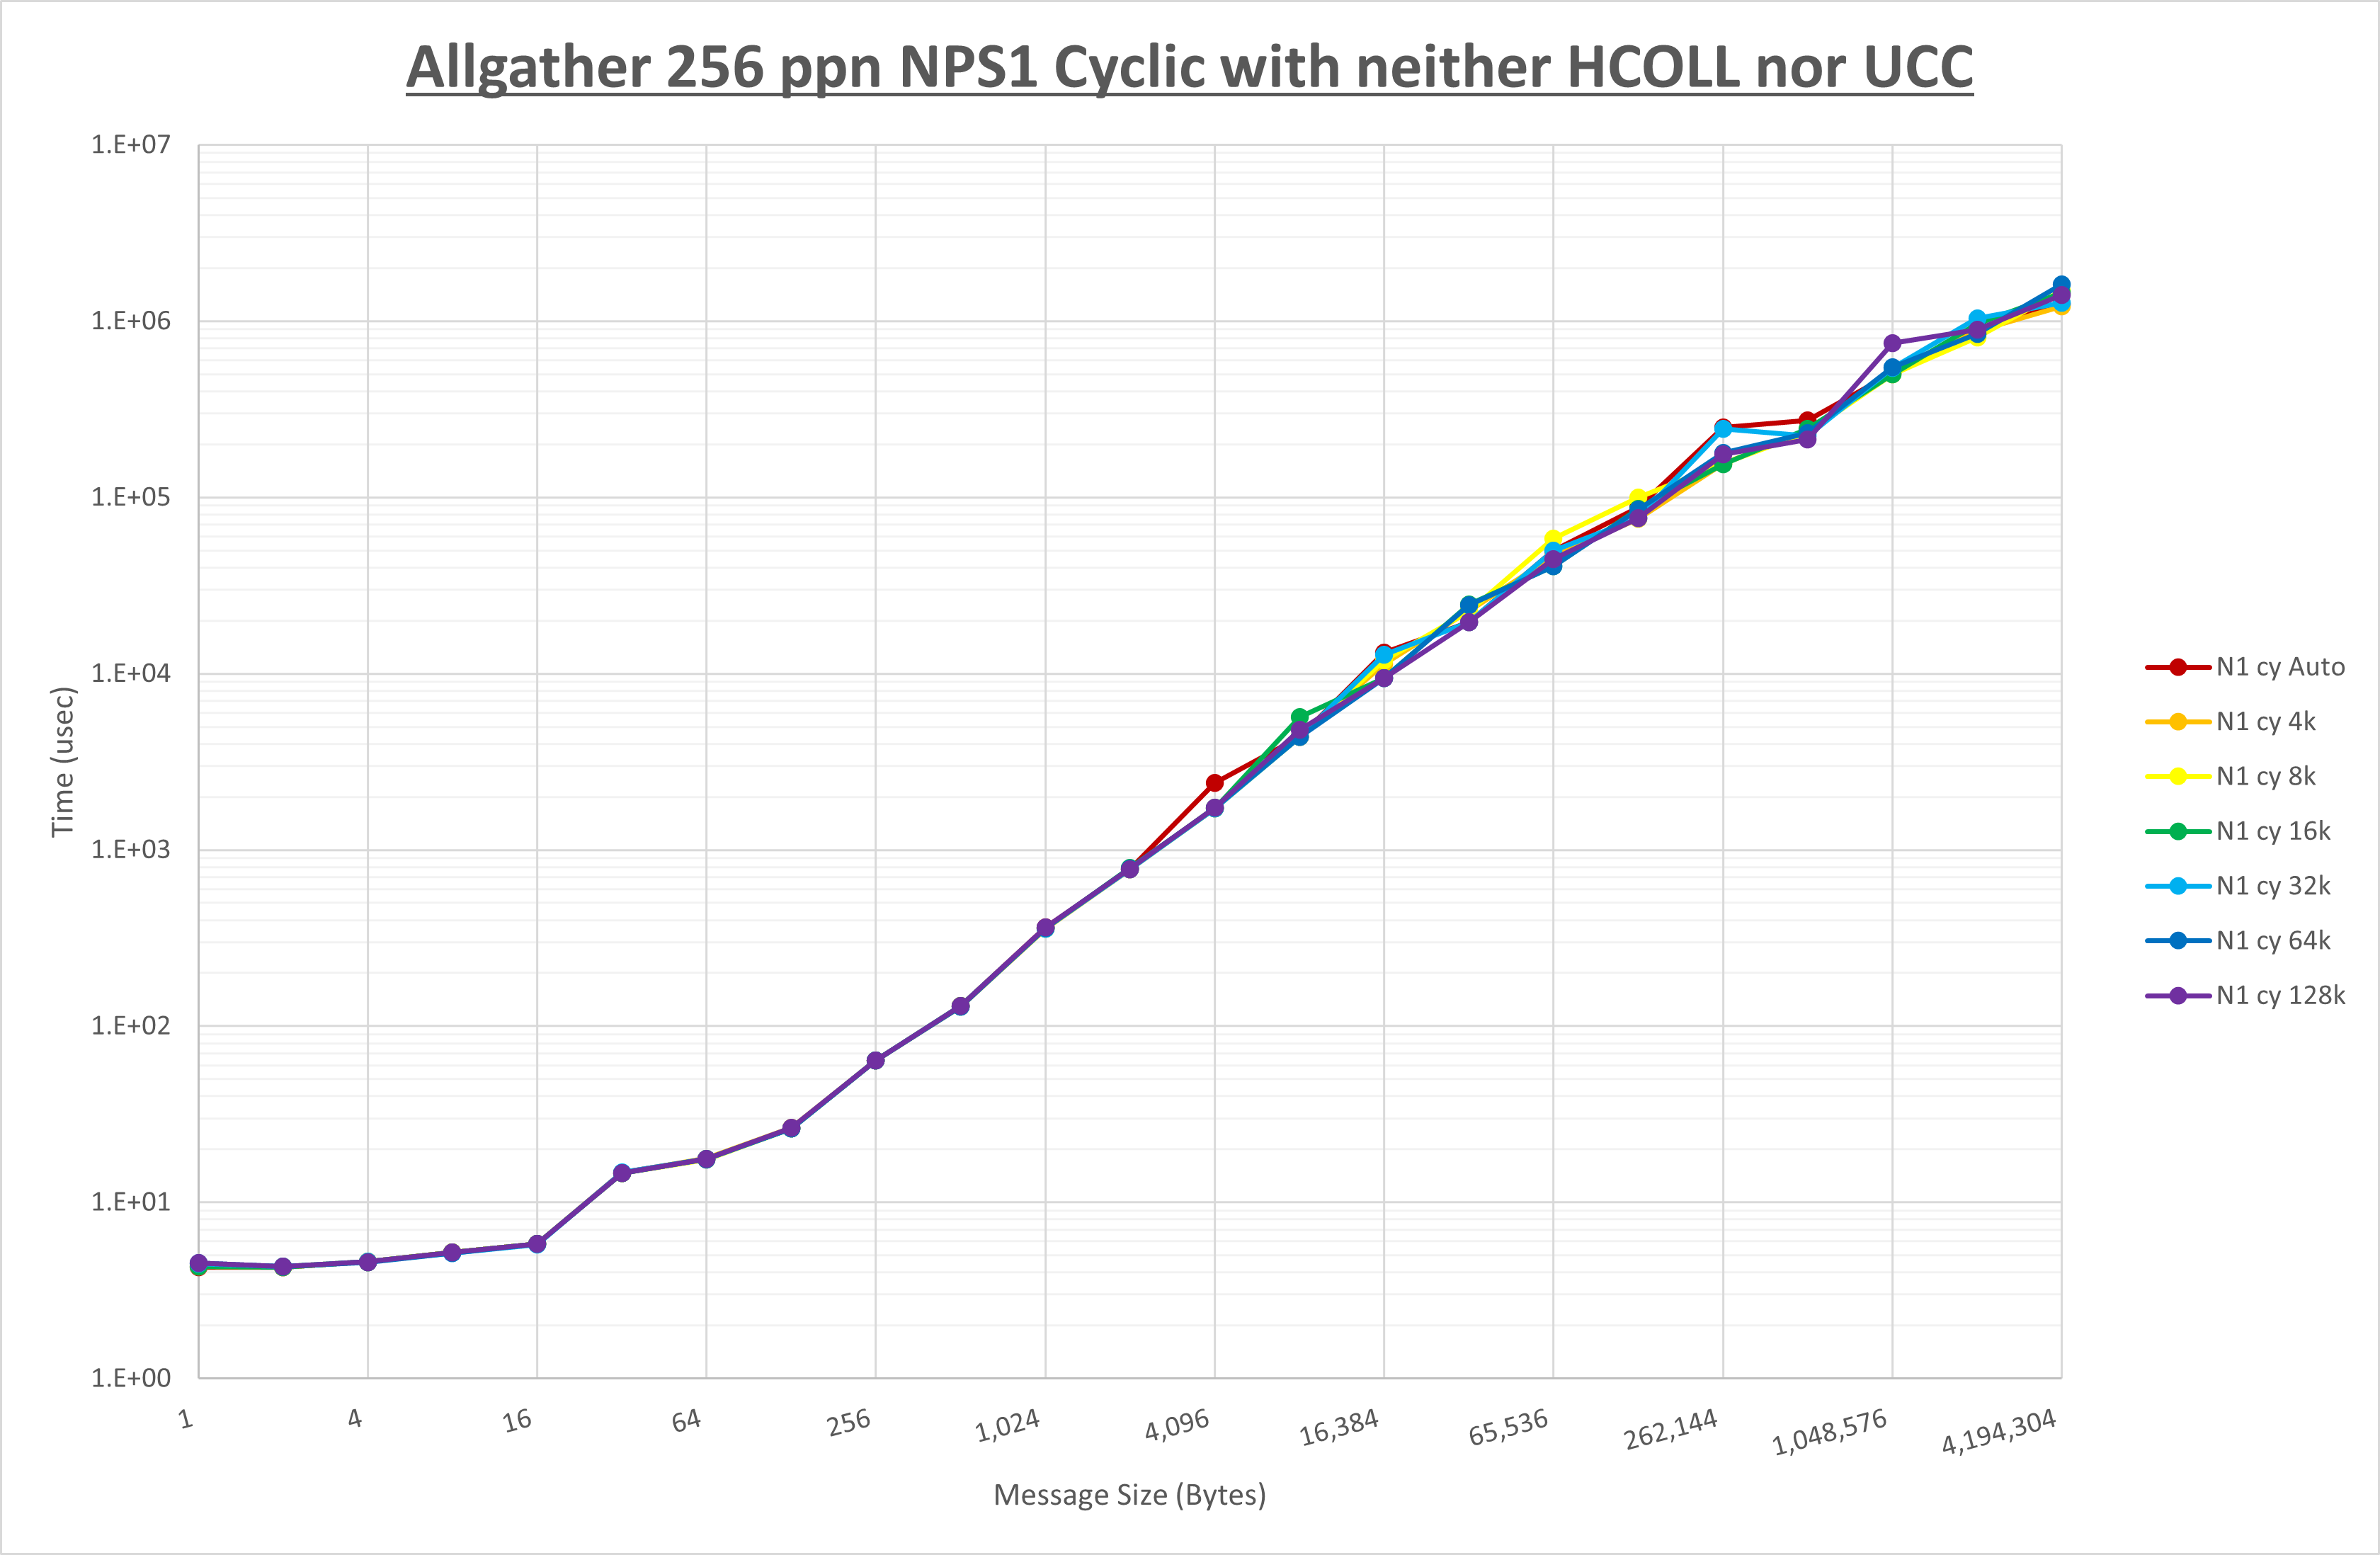 Allgather 256 ppn NPS1 Cyclic with neither HCOLL nor UCC
1.E+07
1.E+06
1.E+05
1.E+04
1.E+03
1.E+02
1.E+01
1.E+00
Time (usec)
1
4
16
64
256
1,024
4,096
16,384
65,536
262,144
1,048,576
4,194,304
Message Size (Bytes)
N1 cy Auto
N1 cy 4k
N1 cy 8k
N1 cy 16k
N1 cy 32k
N1 cy 64k
N1 cy 128k